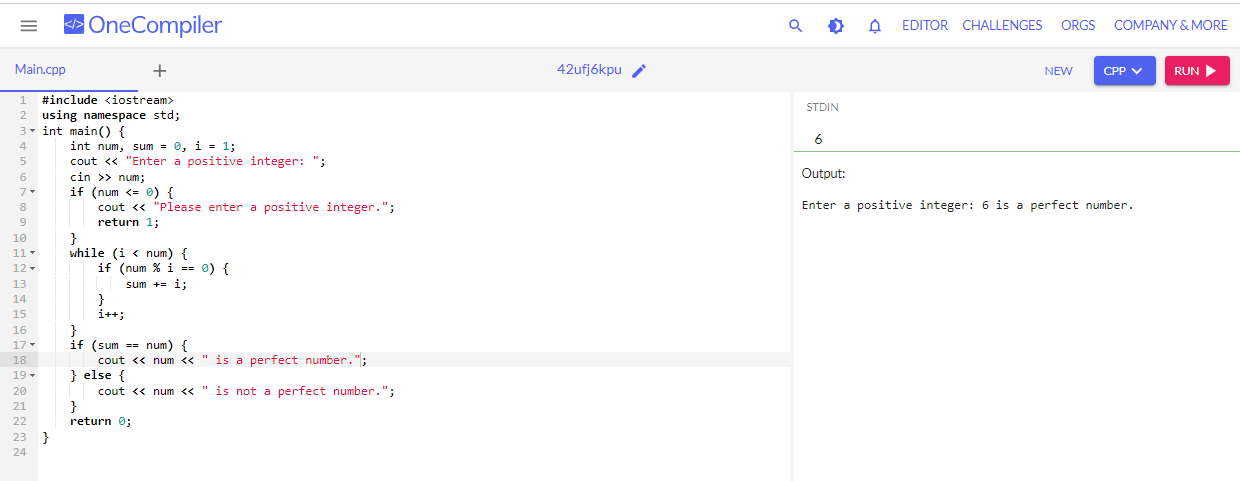 </> OneCompiler
EDITOR CHALLENGES ORGS COMPANY & MORE
Main.cpp
42ufj6kpu
NEW CPP RUN
1 #include <iostream>
2 using namespace std;
3 int main() {
4     int num, sum = 0, i = 1;
5     cout << "Enter a positive integer: ";
6     cin >> num;
7     if (num <= 0) {
8         cout << "Please enter a positive integer.";
9         return 1;
10     }
11     while (i < num) {
12         if (num % i == 0) {
13             sum += i;
14         }
15         i++;
16     }
17     if (sum == num) {
18         cout << num << " is a perfect number.";
19     } else {
20         cout << num << " is not a perfect number.";
21     }
22     return 0;
23 }
24
STDIN
6
Output:
Enter a positive integer: 6 is a perfect number.